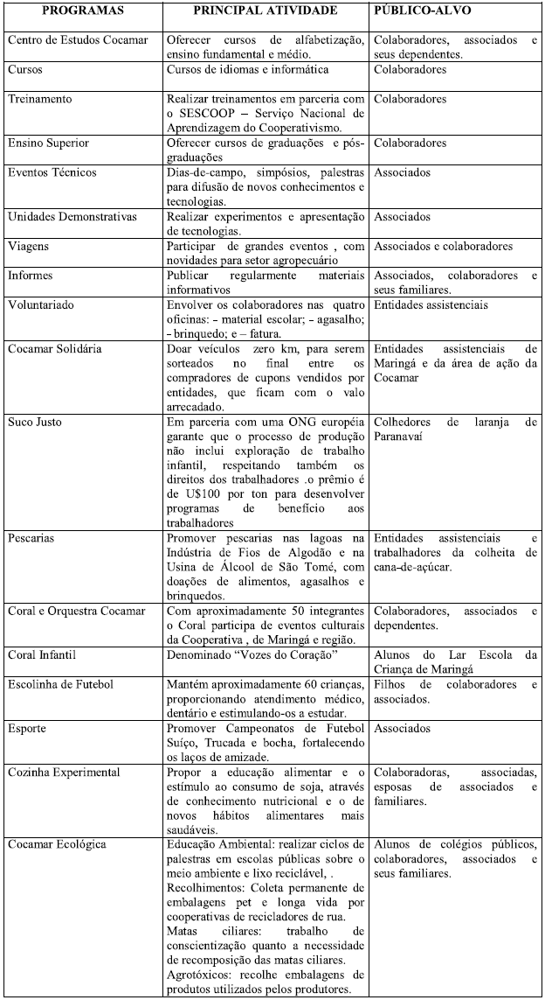 PROGRAMAS PRINCIPAL ATIVIDADE PÚBLICO-ALVO
Centro de Estudos Cocamar
Oferecer cursos de alfabetização,
ensino fundamental e médio.
Colaboradores, associados e
seus dependentes.
Cursos
Cursos de idiomas e informática
Colaboradores
Treinamento
Realizar treinamentos em parceria com
o SESCOOP – Serviço Nacional de
Aprendizagem do Cooperativismo.
Colaboradores
Ensino Superior
Oferecer cursos de graduações e pós-
graduações
Colaboradores
Eventos Técnicos
Dias-de-campo, simpósios, palestras
para difusão de novos conhecimentos e
tecnologias.
Associados
Unidades Demonstrativas
Realizar experimentos e apresentação
de tecnologias.
Associados
Viagens
Participar de grandes eventos , com
novidades para setor agropecuário
Associados e colaboradores
Informes
Publicar regularmente materiais
informativos
Associados, colaboradores e
seus familiares.
Voluntariado
Envolver os colaboradores nas quatro
oficinas: - material escolar; - agasalho;
- brinquedo; e – fatura.
Entidades assistenciais
Cocamar Solidária
Doar veículos zero km, para serem
sorteados no final entre os
compradores de cupons vendidos por
entidades, que ficam com o valo
arrecadado.
Entidades assistenciais de
Maringá e da área de ação da
Cocamar
Suco Justo
Em parceria com uma ONG européia
garante que o processo de produção
não inclui exploração de trabalho
infantil, respeitando também os
direitos dos trabalhadores .o prêmio é
de U$100 por ton para desenvolver
programas de benefício aos
trabalhadores
Colhedores de laranja de
Paranavaí
Pescarias
Promover pescarias nas lagoas na
Indústria de Fios de Algodão e na
Usina de Álcool de São Tomé, com
doações de alimentos, agasalhos e
brinquedos.
Entidades assistenciais e
trabalhadores da colheita de
cana-de-açúcar.
Coral e Orquestra Cocamar
Com aproximadamente 50 integrantes
o Coral participa de eventos culturais
da Cooperativa , de Maringá e região.
Colaboradores, associados e
dependentes.
Coral Infantil
Denominado “Vozes do Coração”
Alunos do Lar Escola da
Criança de Maringá
Escolinha de Futebol
Mantém aproximadamente 60 crianças,
proporcionando atendimento médico,
dentário e estimulando-os a estudar.
Filhos de colaboradores e
associados.
Esporte
Promover Campeonatos de Futebol
Suíço, Trucada e bocha, fortalecendo
os laços de amizade.
Associados
Cozinha Experimental
Propor a educação alimentar e o
estímulo ao consumo de soja, através
de conhecimento nutricional e o de
novos hábitos alimentares mais
saudáveis.
Colaboradoras, associadas,
esposas de associados e
familiares.
Cocamar Ecológica
Educação Ambiental: realizar ciclos de
palestras em escolas públicas sobre o
meio ambiente e lixo reciclável, .
Recolhimentos: Coleta permanente de
embalagens pet e longa vida por
cooperativas de recicladores de rua.
Matas ciliares: trabalho de
conscientização quanto a necessidade
de recomposição das matas ciliares.
Agrotóxicos: recolhe embalagens de
produtos utilizados pelos produtores.
Alunos de colégios públicos,
colaboradores, associados e
seus familiares.